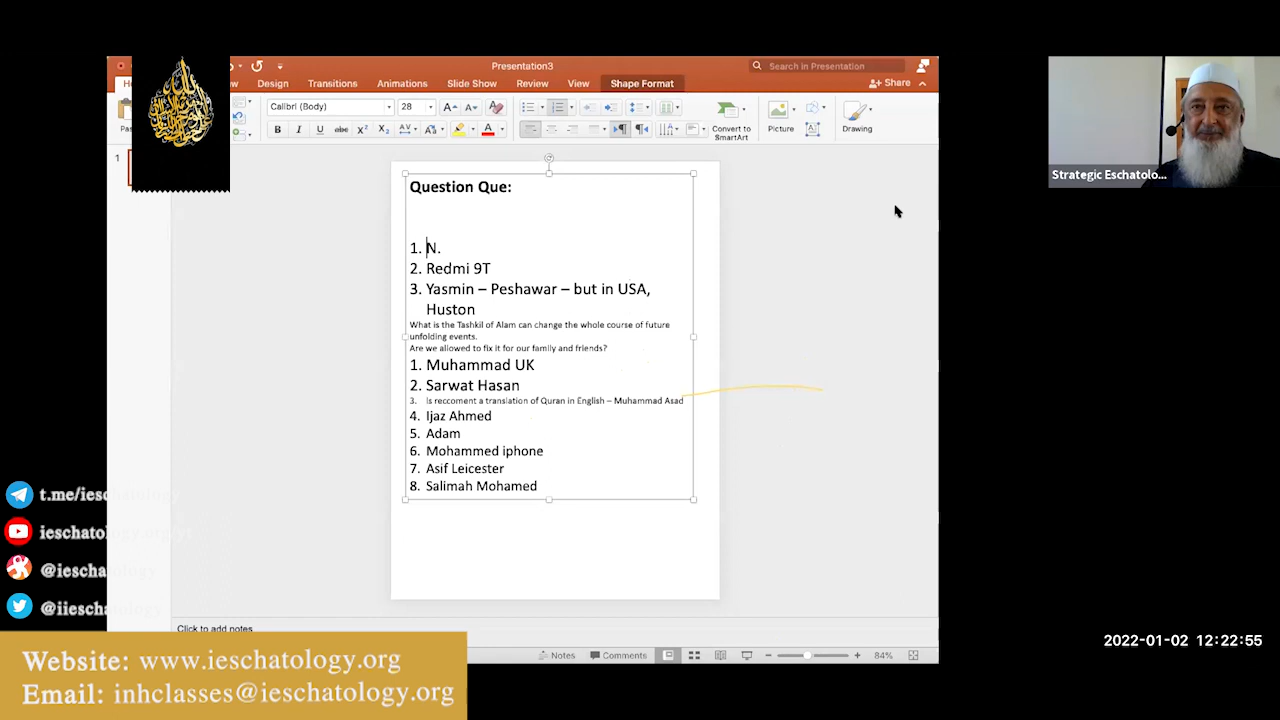 Presentation3
Search in Presentation
Design Transitions Animations Slide Show Review View Shape Format
Share
Calibri (Body) 28
Convert to SmartArt
Picture
Drawing
1
Strategic Eschatolo...
Question Que:
1. N.
2. Redmi 9T
3. Yasmin – Peshawar – but in USA,
Huston
What is the Tashkil of Alam can change the whole course of future
unfolding events.
Are we allowed to fix it for our family and friends?
1. Muhammad UK
2. Sarwat Hasan
3. Is reccoment a translation of Quran in English – Muhammad Asad
4. Ijaz Ahmed
5. Adam
6. Mohammed iphone
7. Asif Leicester
8. Salimah Mohamed
t.me/ieschatology
ieschatology.org/yt
@ieschatology
@iieschatology
Click to add notes
2022-01-02 12:22:55
Notes Comments 84%
Website: www.ieschatology.org
Email: inhclasses@ieschatology.org